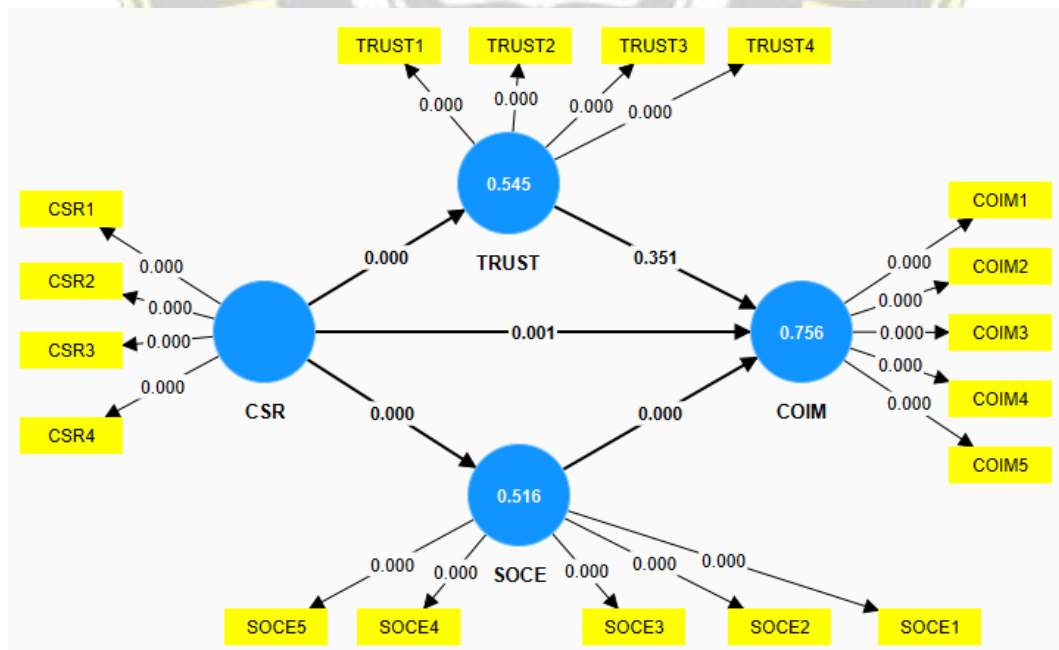 TRUST1 TRUST2 TRUST3 TRUST4
0.000 0.000 0.000 0.000
0.545
TRUST
CSR1
CSR2
CSR3
CSR4
0.000
0.000
0.000
0.000
CSR
0.000
0.001
0.000
0.351
0.000
0.756
COIM
0.000
0.000
0.000
0.000
0.000
COIM1
COIM2
COIM3
COIM4
COIM5
0.516
SOCE
0.000 0.000 0.000 0.000 0.000
SOCE5 SOCE4 SOCE3 SOCE2 SOCE1